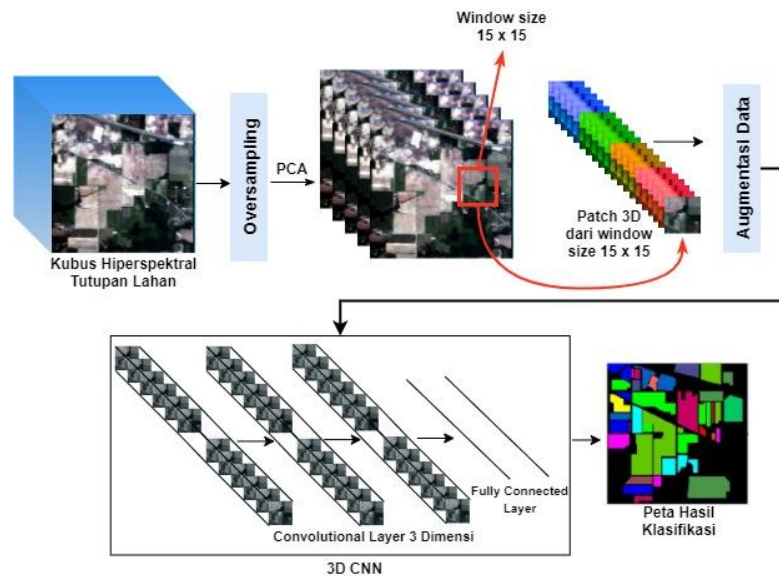 Window size
15 x 15
Oversampling
PCA
Augmentasi Data
Patch 3D
dari window
size 15 x 15
Kubus Hiperspektral
Tutupan Lahan
Fully Connected
Layer
Convolutional Layer 3 Dimensi
Peta Hasil
Klasifikasi
3D CNN